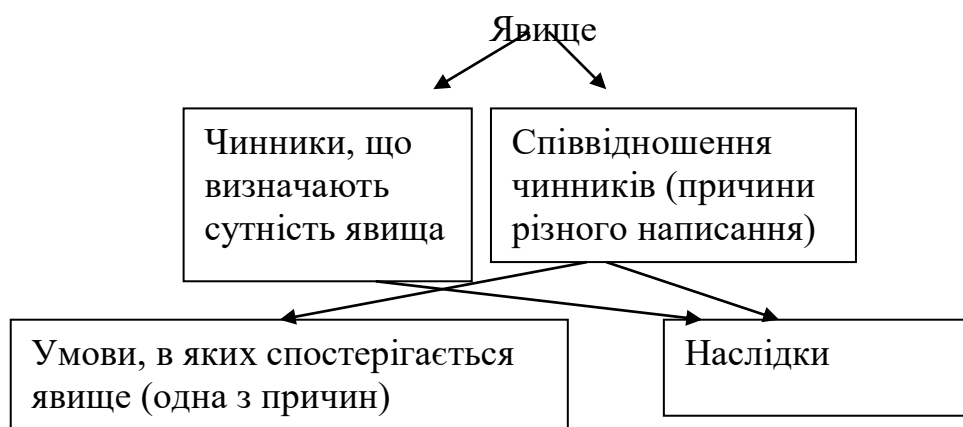 Явище
Чинники, що
визначають
сутність явища
Співвідношення
чинників (причини
різного написання)
Умови, в яких спостерігається
явище (одна з причин)
Наслідки